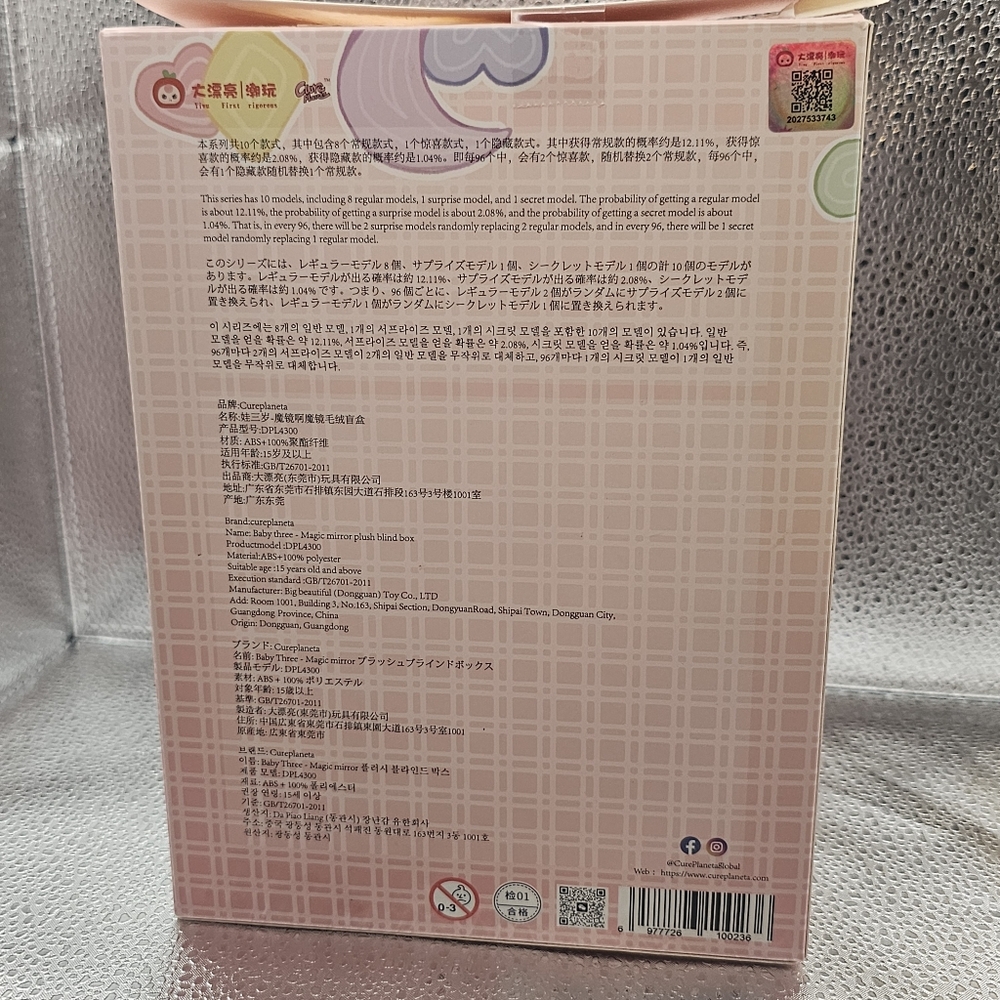 大漂亮|潮玩
Tivu First rigorous
Cure
TM
2027533743
本系列共10个款式，其中包含8个常规款式，1个惊喜款式，1个隐藏款式。其中获得常规款的概率约是12.11%，获得惊
喜款的概率约是2.08%，获得隐藏款的概率约是1.04%。即每96个中，会有2个惊喜款，随机替换2个常规款，每96个中，
会有1个隐藏款随机替换1个常规款。
This series has 10 models, including 8 regular models, 1 surprise model, and 1 secret model. The probability of getting a regular model
is about 12.11%, the probability of getting a surprise model is about 2.08%, and the probability of getting a secret model is about
1.04%. That is, in every 96, there will be 2 surprise models randomly replacing 2 regular models, and in every 96, there will be 1 secret
model randomly replacing 1 regular model.
このシリーズには、レギュラーモデル 8 個、サプライズモデル 1 個、シークレットモデル 1 個の計 10 個のモデルが
あります。レギュラーモデルが出る確率は約 12.11%、サプライズモデルが出る確率は約 2.08%、シークレットモデ
ルが出る確率は約 1.04% です。つまり、96 個ごとに、レギュラーモデル 2 個がランダムにサプライズモデル 2 個に
置き換えられ、レギュラーモデル 1 個がランダムにシークレットモデル 1 個に置き換えられます。
이 시리즈에는 8개의 일반 모델, 1개의 서프라이즈 모델, 1개의 시크릿 모델을 포함한 10개의 모델이 있습니다. 일반
모델을 얻을 확률은 약 12.11%, 서프라이즈 모델을 얻을 확률은 약 2.08%, 시크릿 모델을 얻을 확률은 약 1.04%입니다. 즉,
96개마다 2개의 서프라이즈 모델이 2개의 일반 모델을 무작위로 대체하고, 96개마다 1개의 시크릿 모델이 1개의 일반
모델을 무작위로 대체합니다.
品牌:Cureplaneta
名称:娃三岁-魔镜啊魔镜毛绒盲盒
产品型号:DPL4300
材质: ABS+100%聚酯纤维
适用年龄:15岁及以上
执行标准:GB/T26701-2011
出品商:大漂亮(东莞市)玩具有限公司
地址:广东省东莞市石排镇东园大道石排段163号3号楼1001室
产地:广东东莞
Brand:cureplaneta
Name: Baby three - Magic mirror plush blind box
Productmodel :DPL4300
Material:ABS+100% polyester
Suitable age :15 years old and above
Execution standard :GB/T26701-2011
Manufacturer: Big beautiful (Dongguan) Toy Co., LTD
Add: Room 1001, Building 3, No.163, Shipai Section, DongyuanRoad, Shipai Town, Dongguan City,
Guangdong Province, China
Origin: Dongguan, Guangdong
ブランド: Cureplaneta
名前: Baby Three - Magic mirror プラッシュブラインドボックス
製品モデル: DPL4300
素材: ABS + 100% ポリエステル
対象年齢: 15歳以上
基準: GB/T26701-2011
製造者: 大漂亮(東莞市)玩具有限公司
住所: 中国広東省東莞市石排鎮東園大道163号3号室1001
原産地: 広東省東莞市
브랜드: Cureplaneta
이름: Baby Three - Magic mirror 플러시 블라인드 박스
제품 모델: DPL4300
재료: ABS + 100% 폴리에스터
권장 연령: 15세 이상
기준: GB/T26701-2011
생산자: Da Piao Liang (동관시) 장난감 유한회사
주소: 중국 광동성 동관시 석패진 동원대로 163번지 3동 1001호
원산지: 광동성 동관시
@CurePlanetaGlobal
Web : https://www.cureplaneta.com
0-3
检01
合格
6 977726 100236